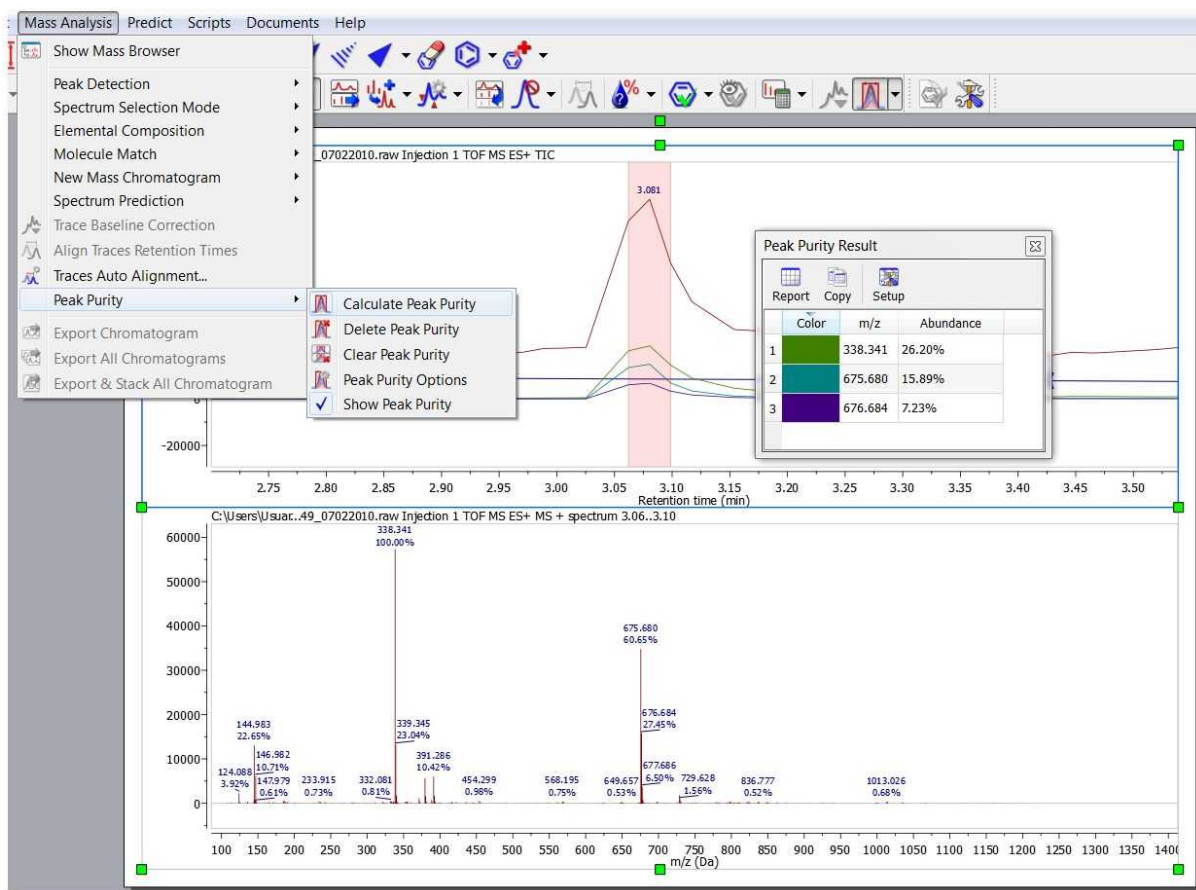 Mass Analysis Predict Scripts Documents Help
Show Mass Browser
Peak Detection
Spectrum Selection Mode
Elemental Composition
Molecule Match
New Mass Chromatogram
Spectrum Prediction
Trace Baseline Correction
Align Traces Retention Times
Traces Auto Alignment...
Peak Purity
Export Chromatogram
Export All Chromatograms
Export & Stack All Chromatogram
Calculate Peak Purity
Delete Peak Purity
Clear Peak Purity
Peak Purity Options
Show Peak Purity
_07022010.raw Injection 1 TOF MS ES+ TIC
3.081
Peak Purity Result
Report Copy Setup
Color m/z Abundance
1 338.341 26.20%
2 675.680 15.89%
3 676.684 7.23%
0
-20000
2.75 2.80 2.85 2.90 2.95 3.00 3.05 3.10 3.15 3.20 3.25 3.30 3.35 3.40 3.45 3.50
Retention time (min)
C:\Users\Usuar...49_07022010.raw Injection 1 TOF MS ES+ MS + spectrum 3.06..3.10
60000
50000
40000
30000
20000
10000
0
338.341
100.00%
675.680
60.65%
144.983
22.65%
339.345
23.04%
676.684
27.45%
146.982
10.71%
391.286
10.42%
677.686
6.50%
124.088
3.92%
147.979
0.61%
233.915
0.73%
332.081
0.81%
454.299
0.98%
568.195
0.75%
649.657
0.53%
729.628
1.56%
836.777
0.52%
1013.026
0.68%
100 150 200 250 300 350 400 450 500 550 600 650 700 750 800 850 900 950 1000 1050 1100 1150 1200 1250 1300 1350
m/z (Da)